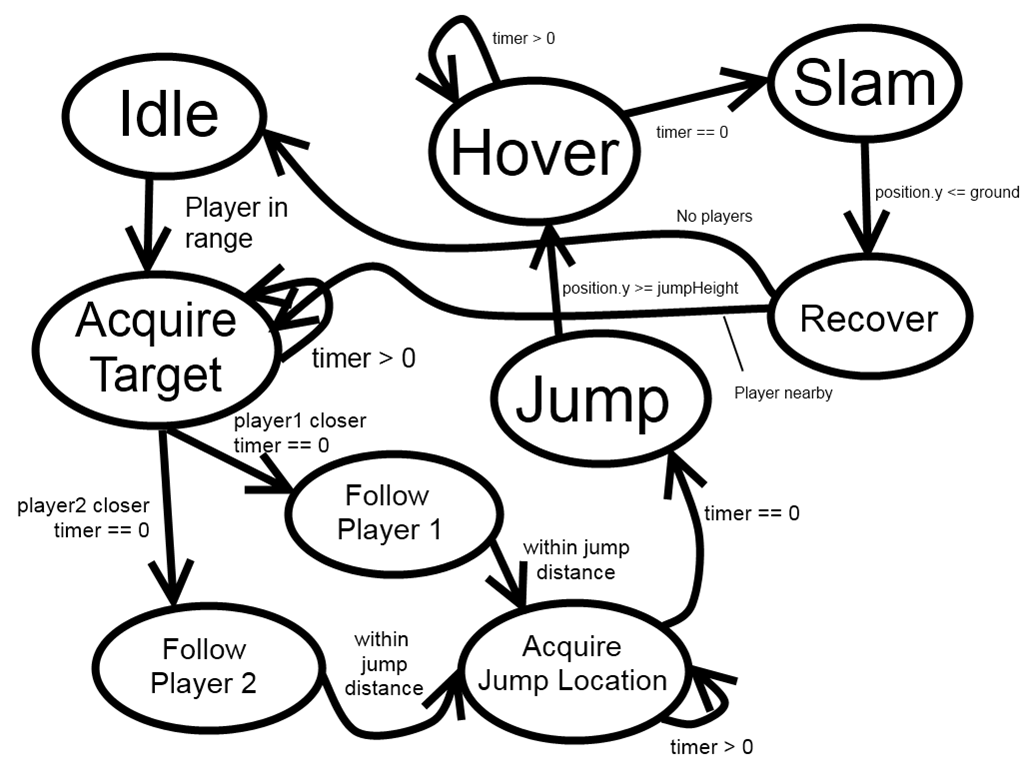 timer > 0
Idle
Hover
Slam
timer == 0
Player in
range
No players
position.y <= ground
position.y >= jumpHeight
Acquire
Target
Recover
timer > 0
Jump
Player nearby
player1 closer
timer == 0
Follow
Player 1
player2 closer
timer == 0
timer == 0
within jump
distance
Follow
Player 2
within
jump
distance
Acquire
Jump Location
timer > 0